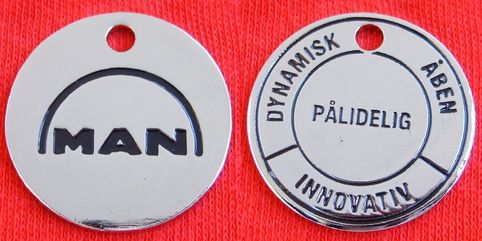 MAN
DYNAMISK
ÅBEN
PÅLIDELIG
INNOVATIV